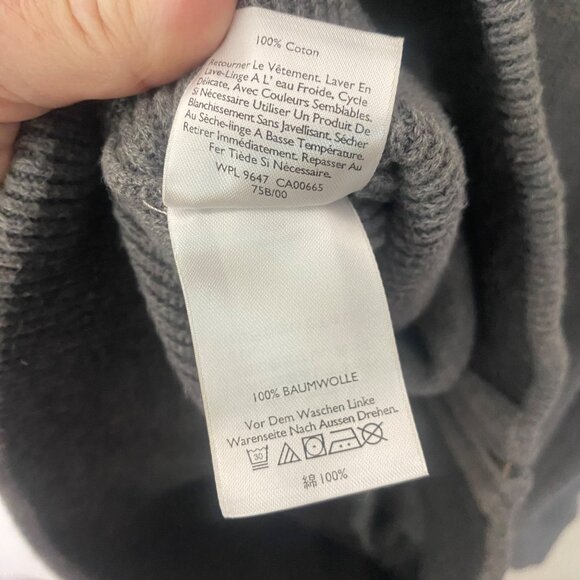 100% Coton
Retourner Le Vêtement. Laver En
Lave-Linge A L' eau Froide, Cycle
Délicate, Avec Couleurs Semblables.
Si Nécessaire Utiliser Un Produit De
Blanchissement Sans Javellisant. Sécher
Au Sèche-linge A Basse Température.
Retirer Immédiatement. Repasser Au
Fer Tiède Si Nécessaire.
WPL 9647 CA00665
75B/00
100% BAUMWOLLE
Vor Dem Waschen Linke
Warenseite Nach Aussen Drehen.
30
綿 100%